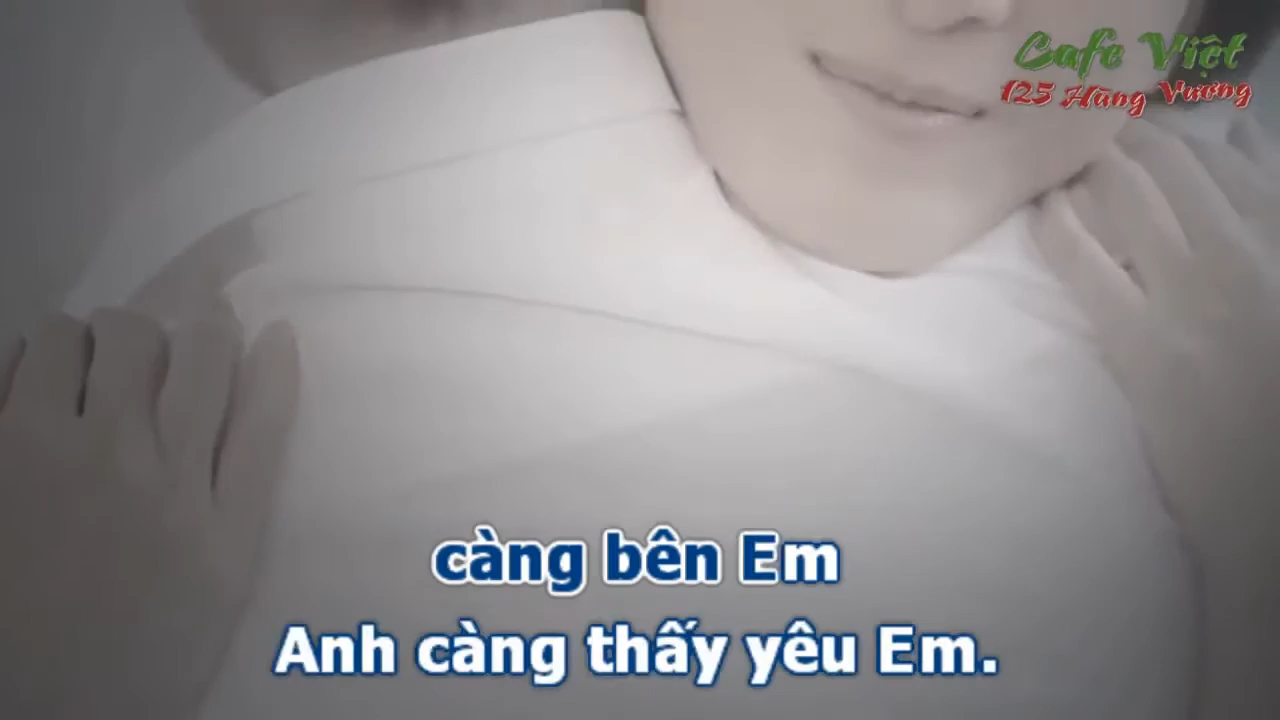 Cafe Việt
125 Hùng Vương
càng bên Em
Anh càng thấy yêu Em.